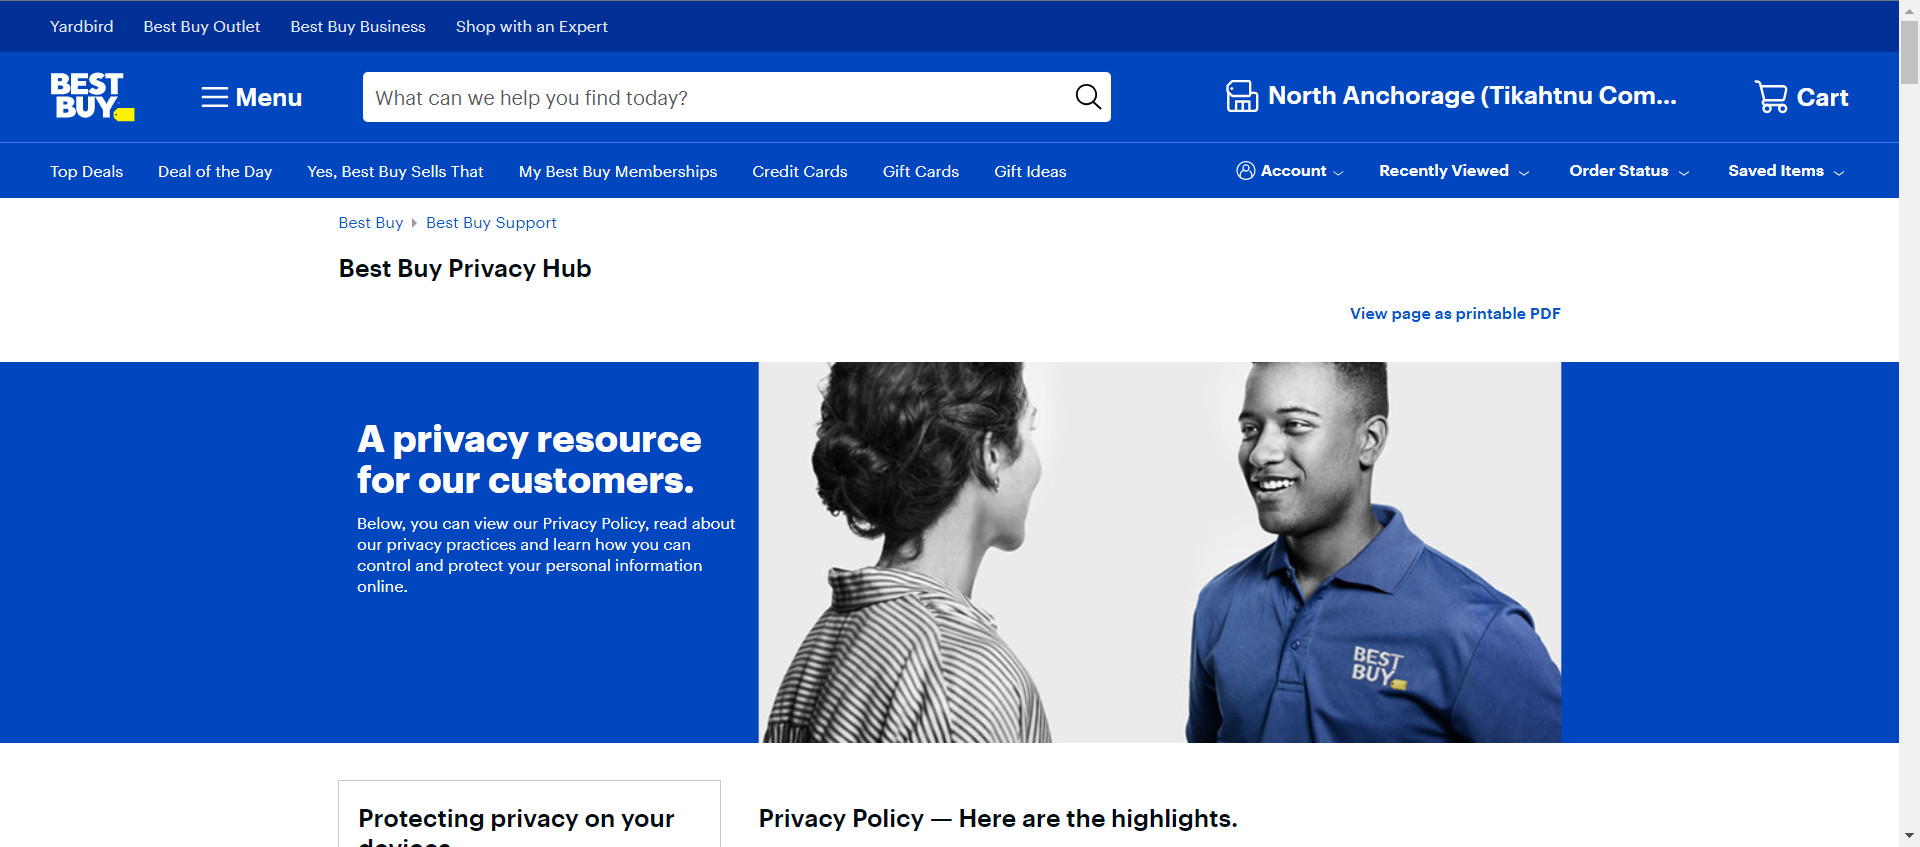 Yardbird Best Buy Outlet Best Buy Business Shop with an Expert
BEST
BUY
Menu
What can we help you find today?
North Anchorage (Tikahtnu Com...
Cart
Top Deals Deal of the Day Yes, Best Buy Sells That My Best Buy Memberships Credit Cards Gift Cards Gift Ideas Account Recently Viewed Order Status Saved Items
Best Buy Best Buy Support
Best Buy Privacy Hub
View page as printable PDF
A privacy resource
for our customers.
Below, you can view our Privacy Policy, read about
our privacy practices and learn how you can
control and protect your personal information
online.
BEST
BUY
Protecting privacy on your
devices
Privacy Policy — Here are the highlights.